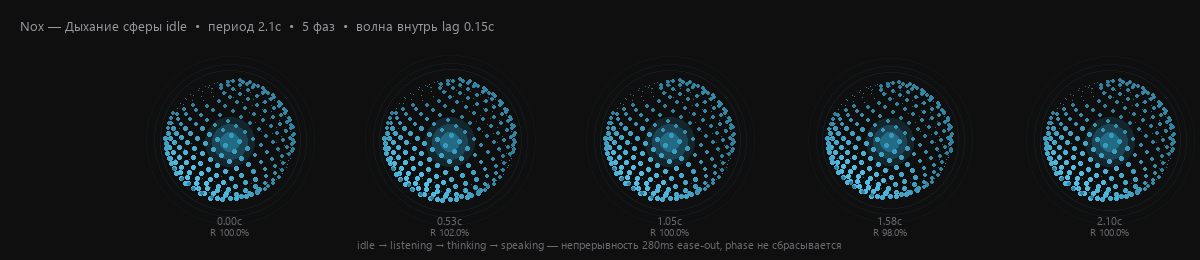 Nox — Дыхание сферы idle • период 2.1с • 5 фаз • волна внутрь lag 0.15с
0.00с
R 100.0%
0.53с
R 102.0%
1.05с
R 100.0%
1.58с
R 98.0%
2.10с
R 100.0%
idle → listening → thinking → speaking — непрерывность 280ms ease-out, phase не сбрасывается